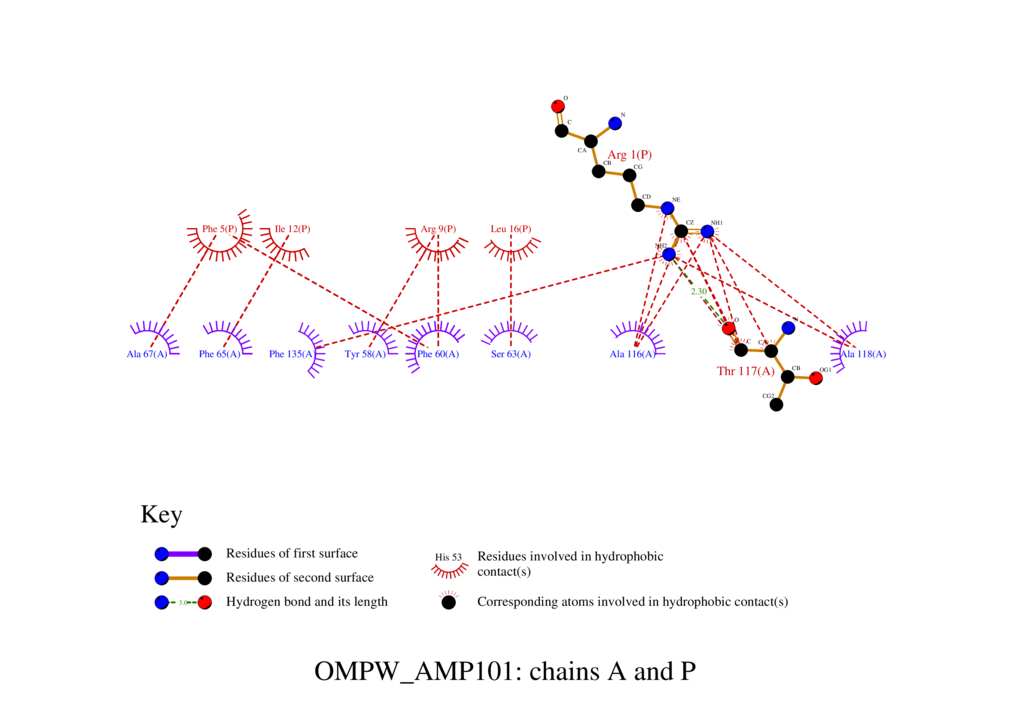 O
N
C
CA
Arg 1(P)
CB
CG
CD
NE
Phe 5(P) Ile 12(P) Arg 9(P) Leu 16(P)
CZ
NH1
NH2
2.30
O
Ala 67(A) Phe 65(A) Phe 135(A) Tyr 58(A) Phe 60(A) Ser 63(A) Ala 116(A) Ala 118(A)
C
CA
Thr 117(A)
CB
OG1
CG2
Key
Residues of first surface
Residues of second surface
3.0 Hydrogen bond and its length
His 53 Residues involved in hydrophobic
contact(s)
Corresponding atoms involved in hydrophobic contact(s)
OMPW_AMP101: chains A and P